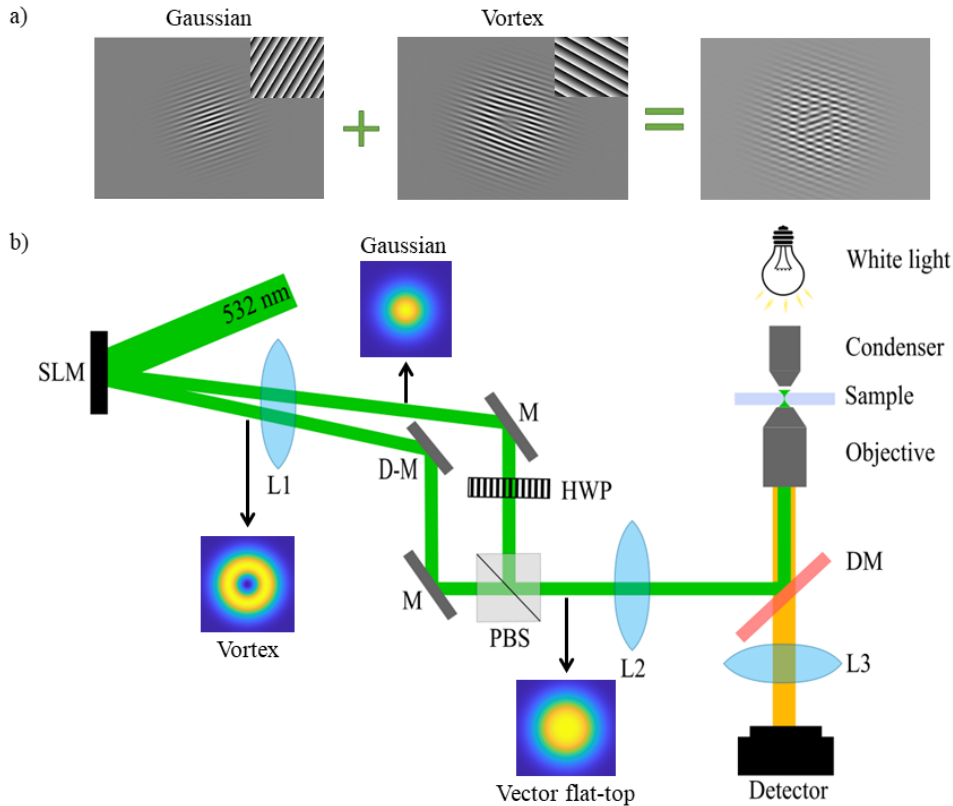 a)
Gaussian
Vortex
b)
Gaussian
White light
532 nm
SLM
Condenser
Sample
M
D-M
Objective
L1
HWP
DM
M
PBS
L2
L3
Vortex
Vector flat-top
Detector